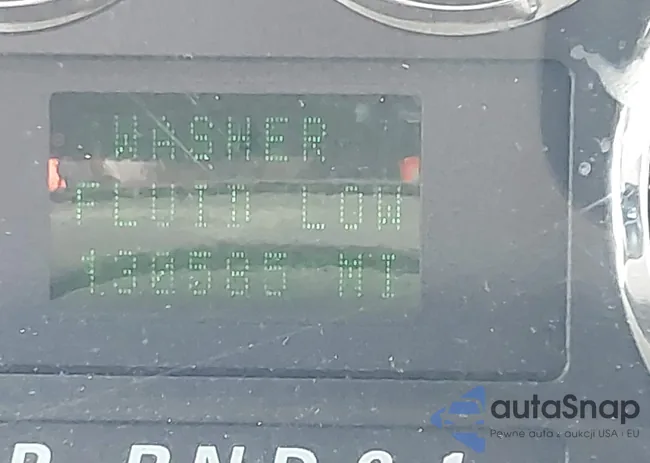 WASHER
FLUID LOW
130585 MI
autaSnap
Pewne auta z aukcji USA i EU